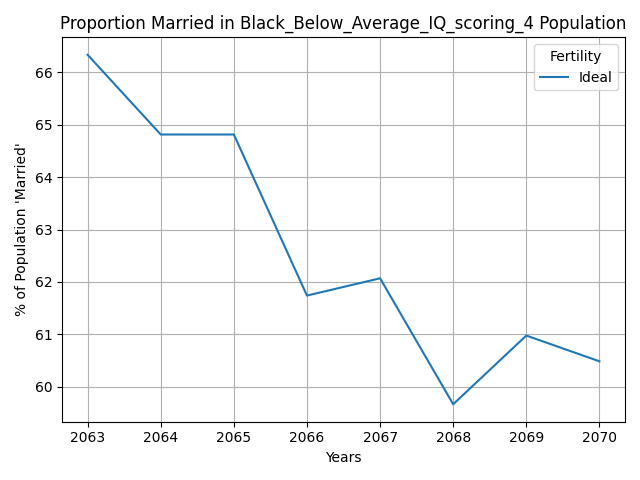 Proportion Married in Black_Below_Average_IQ_scoring_4 Population
Fertility
Ideal
% of Population 'Married'
66
65
64
63
62
61
60
2063 2064 2065 2066 2067 2068 2069 2070
Years